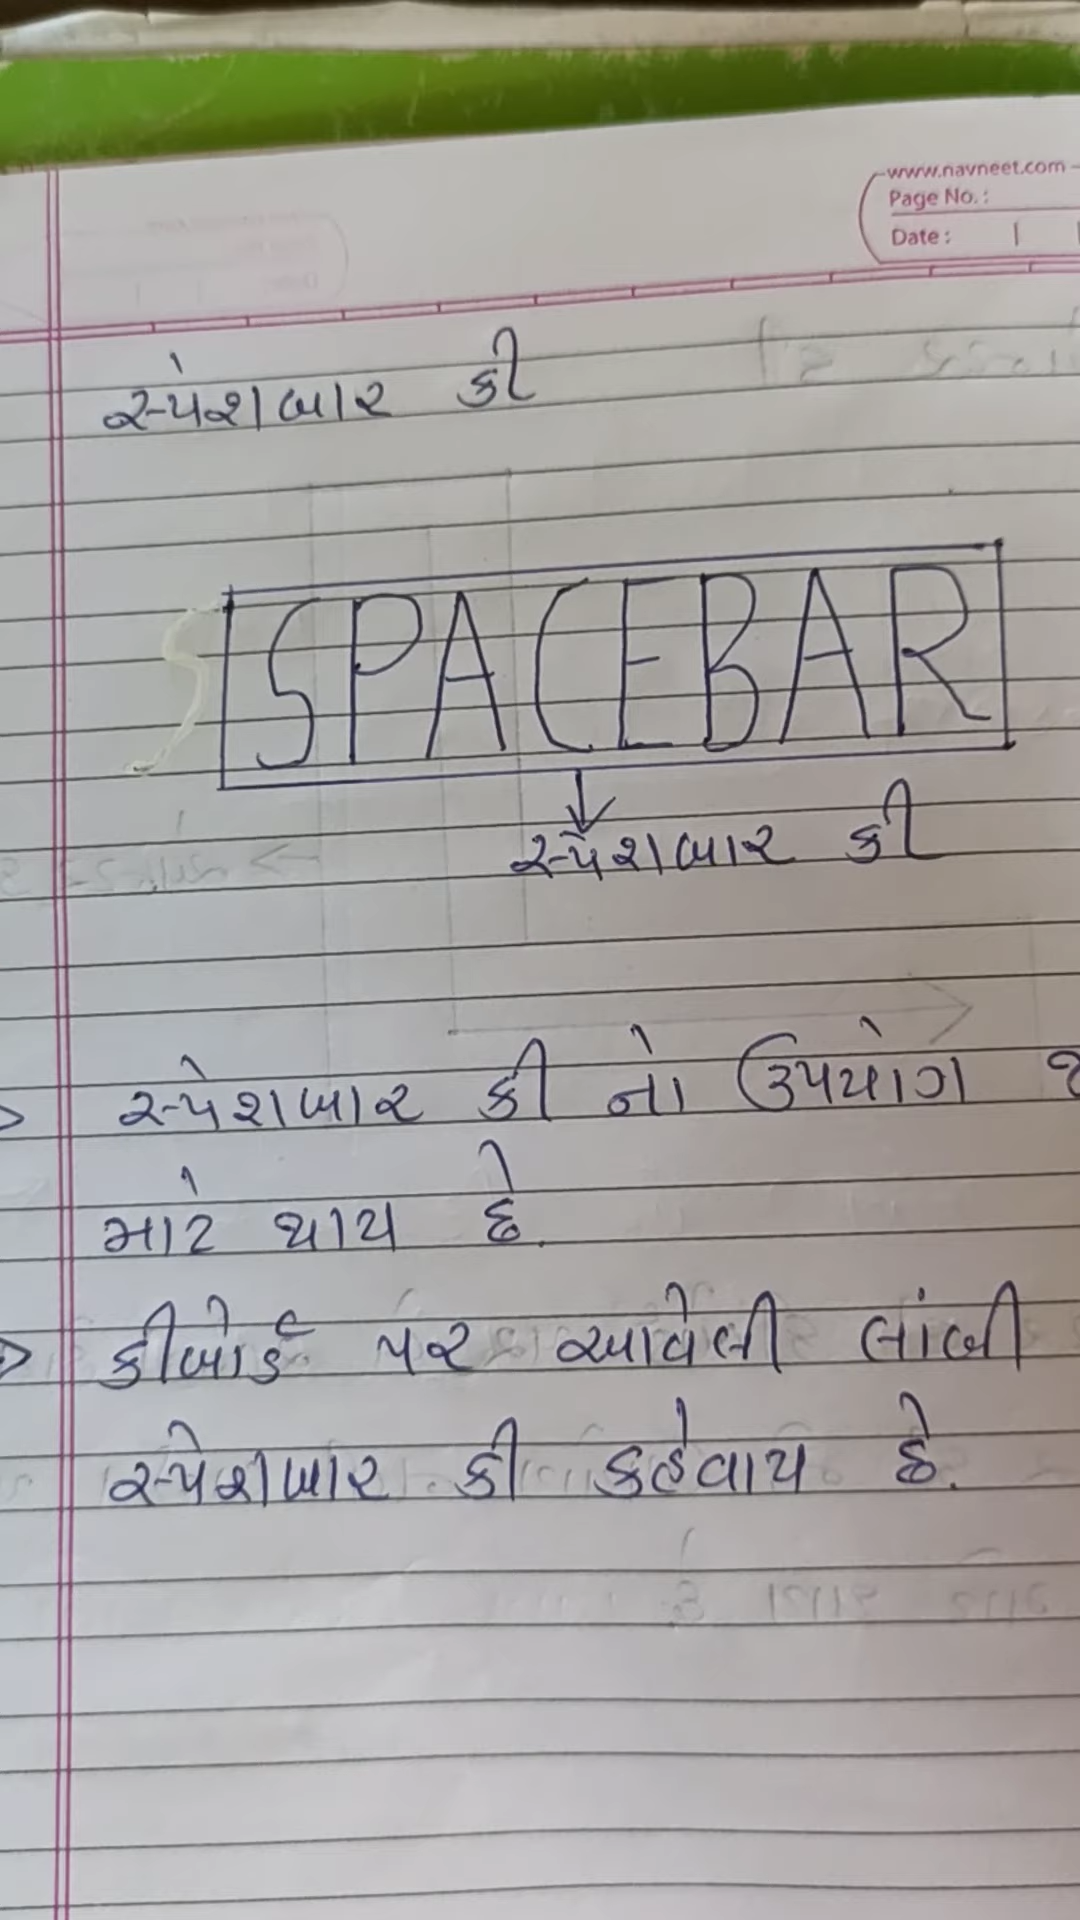 www.navneet.com
Page No.:
Date:
સ્પેશબાર કી
SPACEBAR
સ્પેશબાર કી
સ્પેશબાર કી નો ઉપયોગ
માટે થાય છે.
કીબોર્ડ પર આવેલી લાંબી
સ્પેશબાર કી કહેવાય છે.